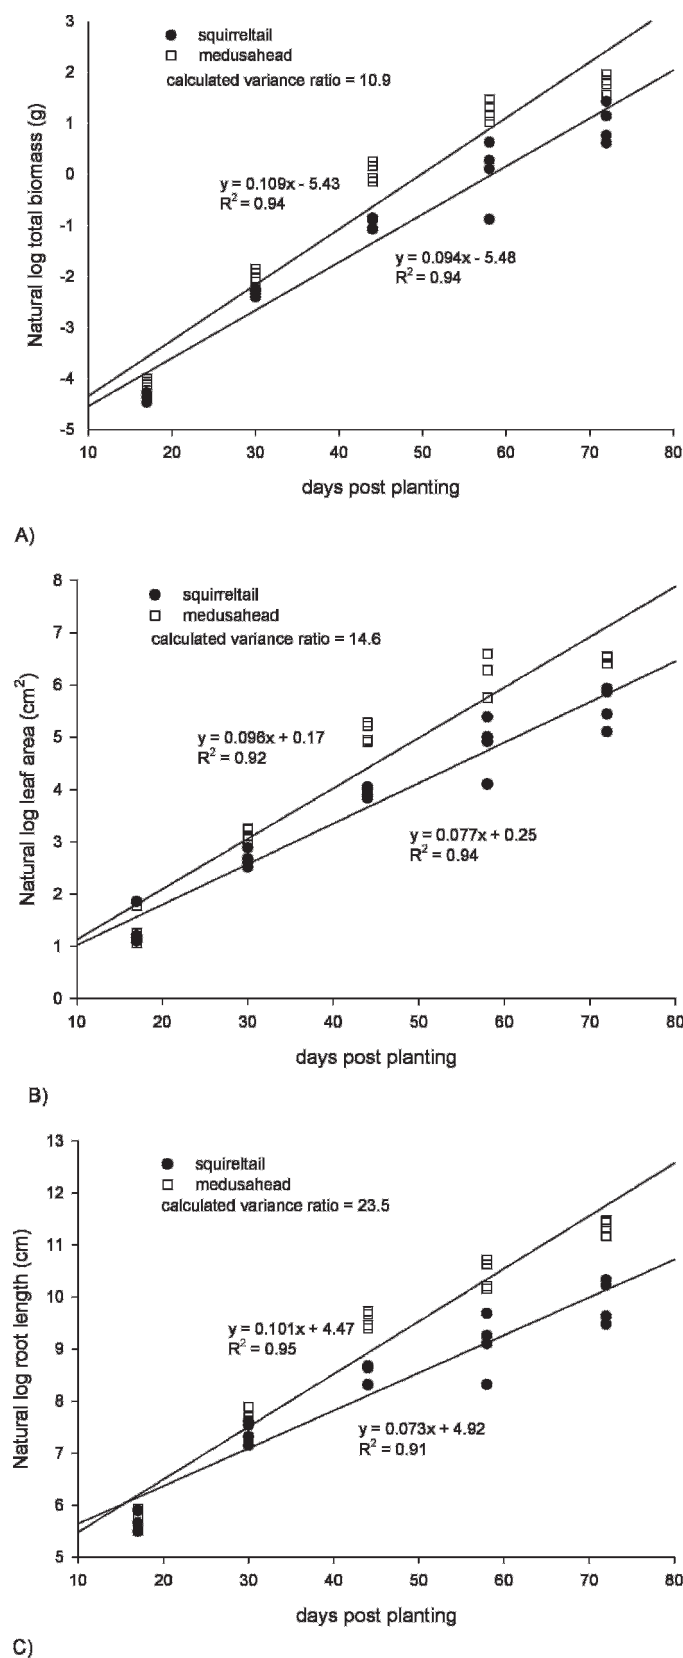 3
squirreltail
medusahead
2
calculated variance ratio = 10.9
1
0
y = 0.109x - 5.43
R2 = 0.94
-1
y = 0.094x - 5.48
R2 = 0.94
-2
-3
-4
-5
Natural log total biomass (g)
10 20 30 40 50 60 70 80
days post planting
A)
8
squirreltail
medusahead
7
calculated variance ratio = 14.6
6
5
y = 0.096x + 0.17
R2 = 0.92
4
3
y = 0.077x + 0.25
R2 = 0.94
2
1
0
Natural log leaf area (cm2)
10 20 30 40 50 60 70 80
days post planting
B)
13
squireltail
medusahead
12
calculated variance ratio = 23.5
11
10
9
y = 0.101x + 4.47
R2 = 0.95
8
7
y = 0.073x + 4.92
R2 = 0.91
6
5
Natural log root length (cm)
10 20 30 40 50 60 70 80
days post planting
C)